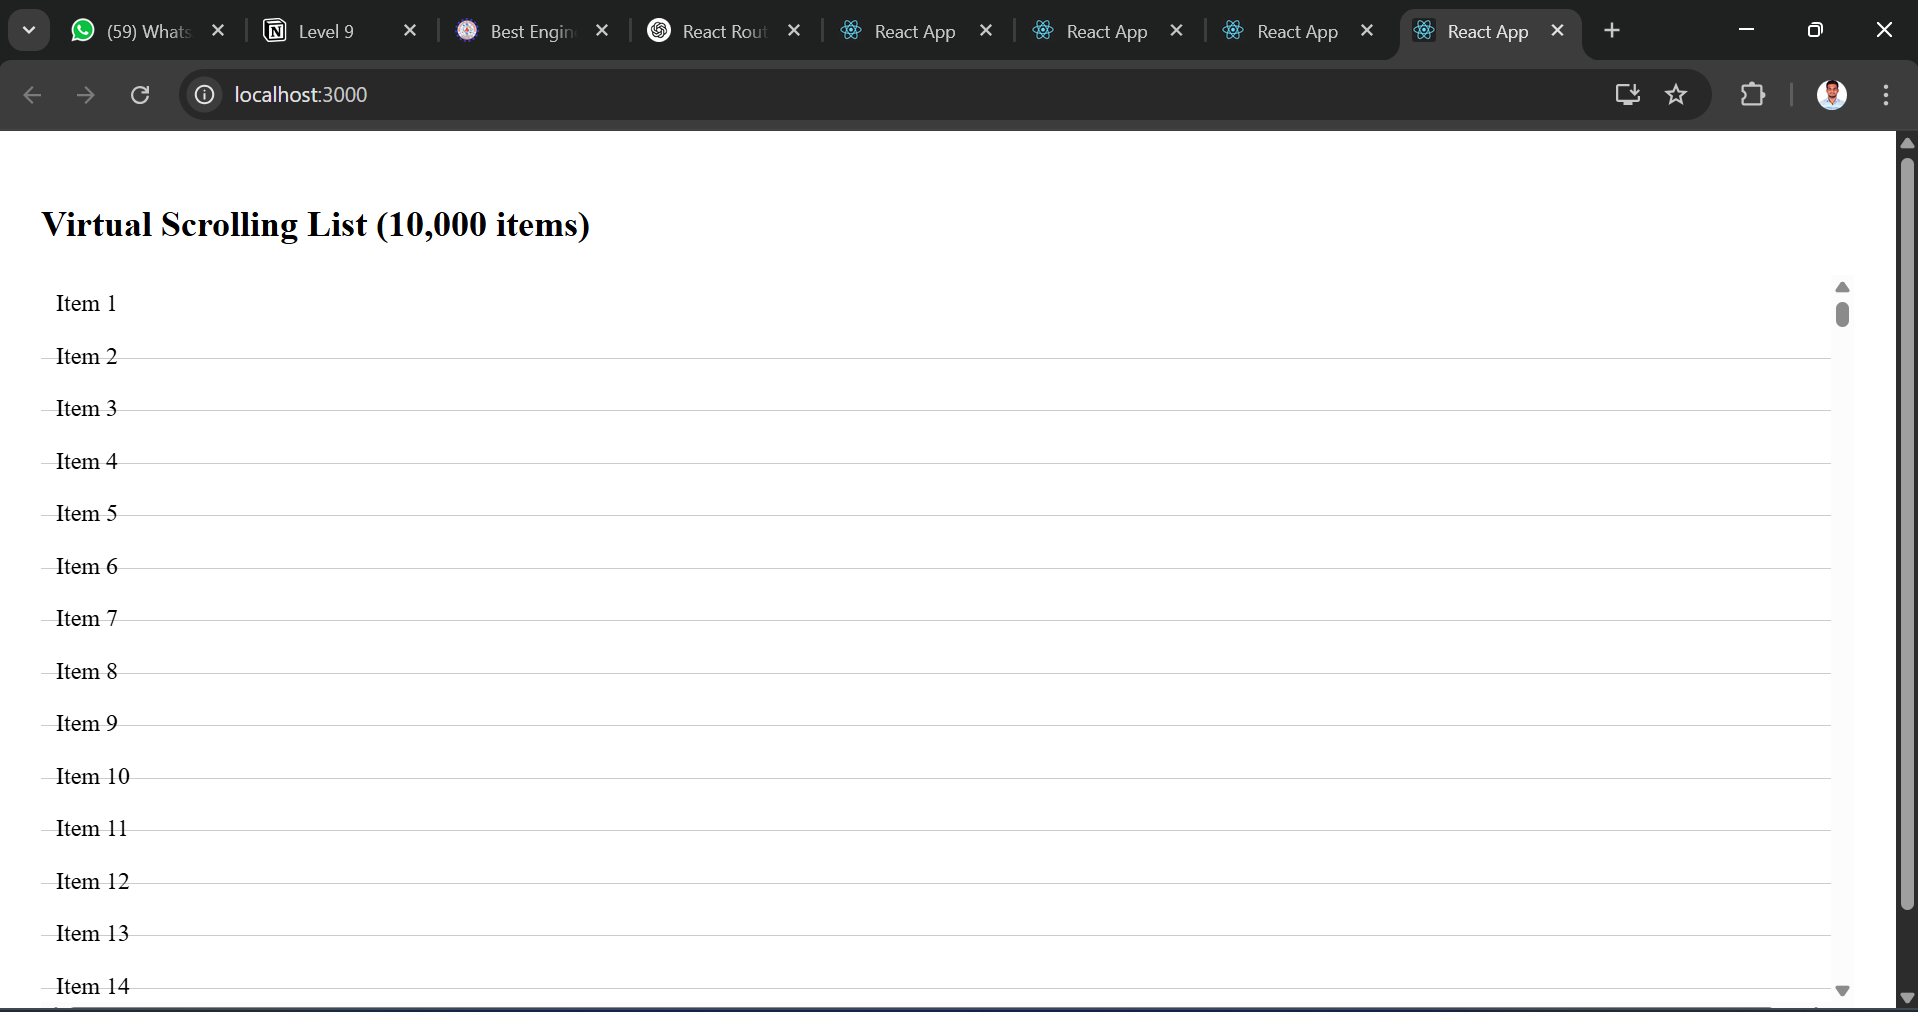 (59) Whats
Level 9
Best Engin
React Rout
React App
React App
React App
React App
localhost:3000
Virtual Scrolling List (10,000 items)
Item 1
Item 2
Item 3
Item 4
Item 5
Item 6
Item 7
Item 8
Item 9
Item 10
Item 11
Item 12
Item 13
Item 14